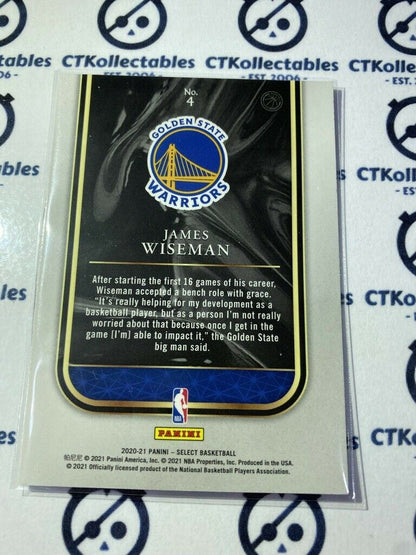 CTKollectables
EST. 2006
CTKollectables
EST. 2006
No.
4
GOLDEN STATE
WARRIORS
JAMES
WISEMAN
After starting the first 16 games of his career,
Wiseman accepted a bench role with grace.
"It's really helping for my development as a
basketball player, but as a person I'm not really
worried about that because once I get in the
game [I'm] able to impact it," the Golden State
big man said.
NBA
PANINI
2020-21 PANINI – SELECT BASKETBALL
帕尼尼 © 2021 Panini America, Inc. © 2021 NBA Properties, Inc. Produced in the USA.
© 2021 Officially licensed product of the National Basketball Players Association.